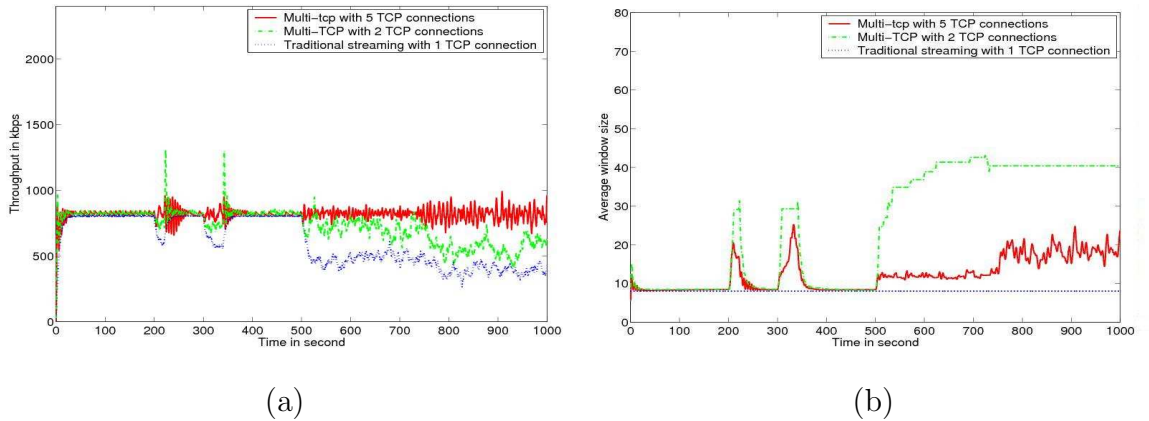 Multi-tcp with 5 TCP connections
Multi-TCP with 2 TCP connections
Traditional streaming with 1 TCP connection
2000
1500
1000
500
0
Throughput in kbps
0 100 200 300 400 500 600 700 800 900 1000
Time in second
(a)
Multi-tcp with 5 TCP connections
Multi-TCP with 2 TCP connections
Traditional streaming with 1 TCP connection
80
70
60
50
40
30
20
10
0
Average window size
0 100 200 300 400 500 600 700 800 900 1000
Time in second
(b)